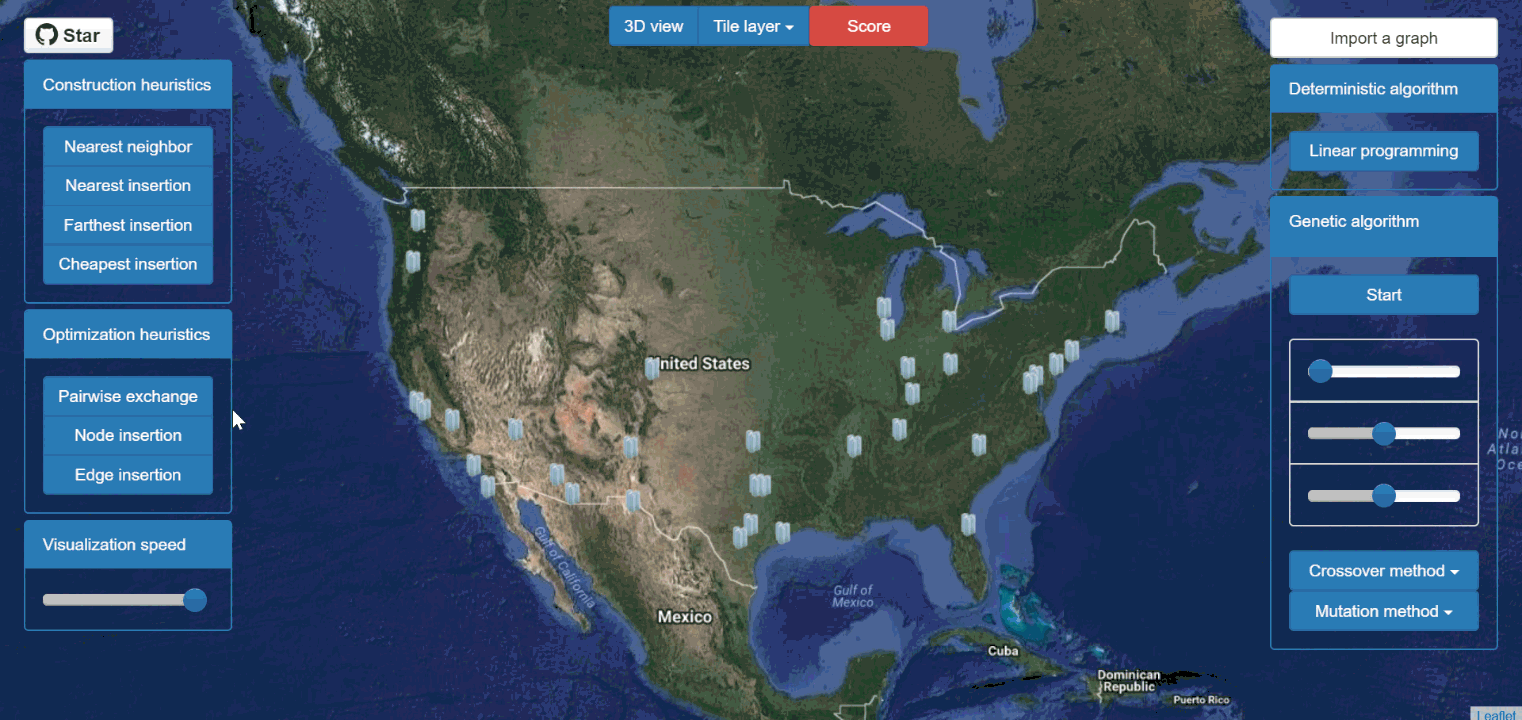 Star
Construction heuristics
Nearest neighbor
Nearest insertion
Farthest insertion
Cheapest insertion
Optimization heuristics
Pairwise exchange
Node insertion
Edge insertion
Visualization speed
3D view
Tile layer
Score
nited States
Gulf of California
Mexico
Gulf of
Mexico
Cuba
Dominican
Republic
Puerto Rico
Import a graph
Deterministic algorithm
Linear programming
Genetic algorithm
Start
Crossover method
Mutation method
No
Atla
Oce
Leaflet